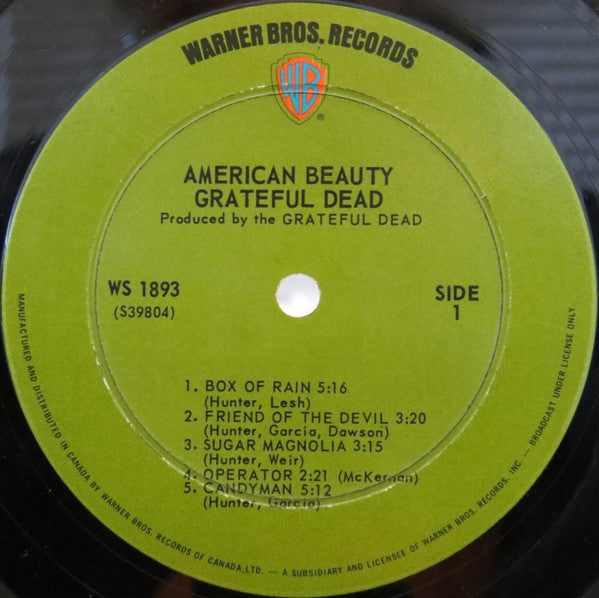 WARNER BROS. RECORDS
WB
®
AMERICAN BEAUTY
GRATEFUL DEAD
Produced by the GRATEFUL DEAD
WS 1893
(S39804)
SIDE
1
1. BOX OF RAIN 5:16
(Hunter, Lesh)
2. FRIEND OF THE DEVIL 3:20
(Hunter, Garcia, Dawson)
3. SUGAR MAGNOLIA 3:15
(Hunter, Weir)
4. OPERATOR 2:21 (McKernan)
5. CANDYMAN 5:12
(Hunter, Garcia)
MANUFACTURED AND DISTRIBUTED IN CANADA BY WARNER BROS. RECORDS OF CANADA, LTD. — A SUBSIDIARY AND LICENSEE OF WARNER BROS. RECORDS, INC. — BROADCAST UNDER LICENSE ONLY